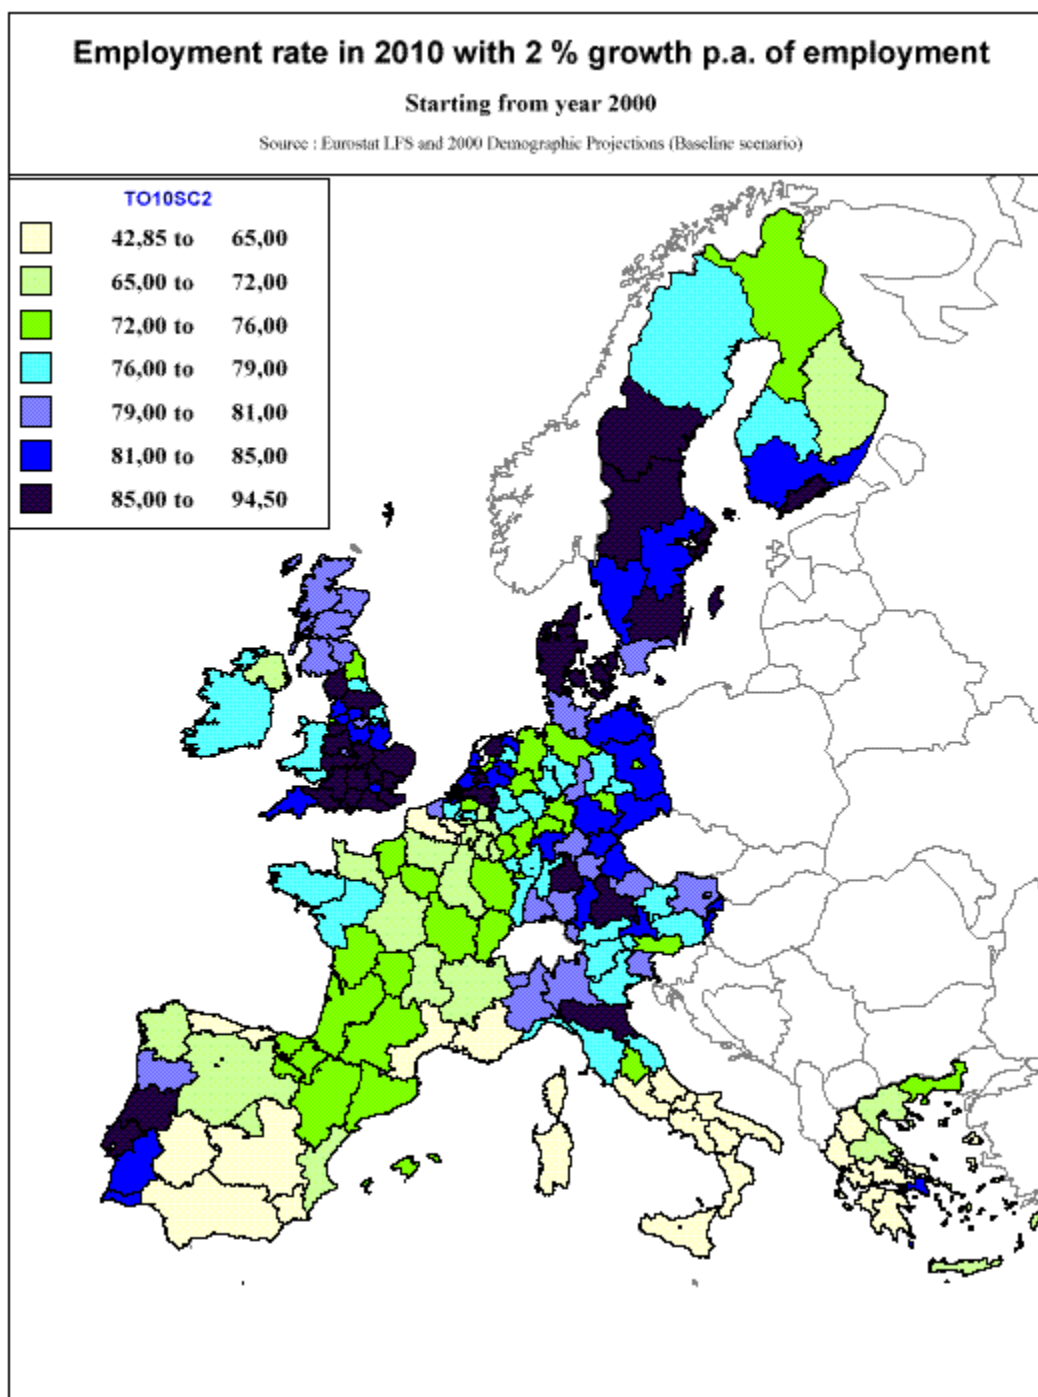 Employment rate in 2010 with 2 % growth p.a. of employment
Starting from year 2000
Source : Eurostat LFS and 2000 Demographic Projections (Baseline scenario)
TO10SC2
42,85 to 65,00
65,00 to 72,00
72,00 to 76,00
76,00 to 79,00
79,00 to 81,00
81,00 to 85,00
85,00 to 94,50